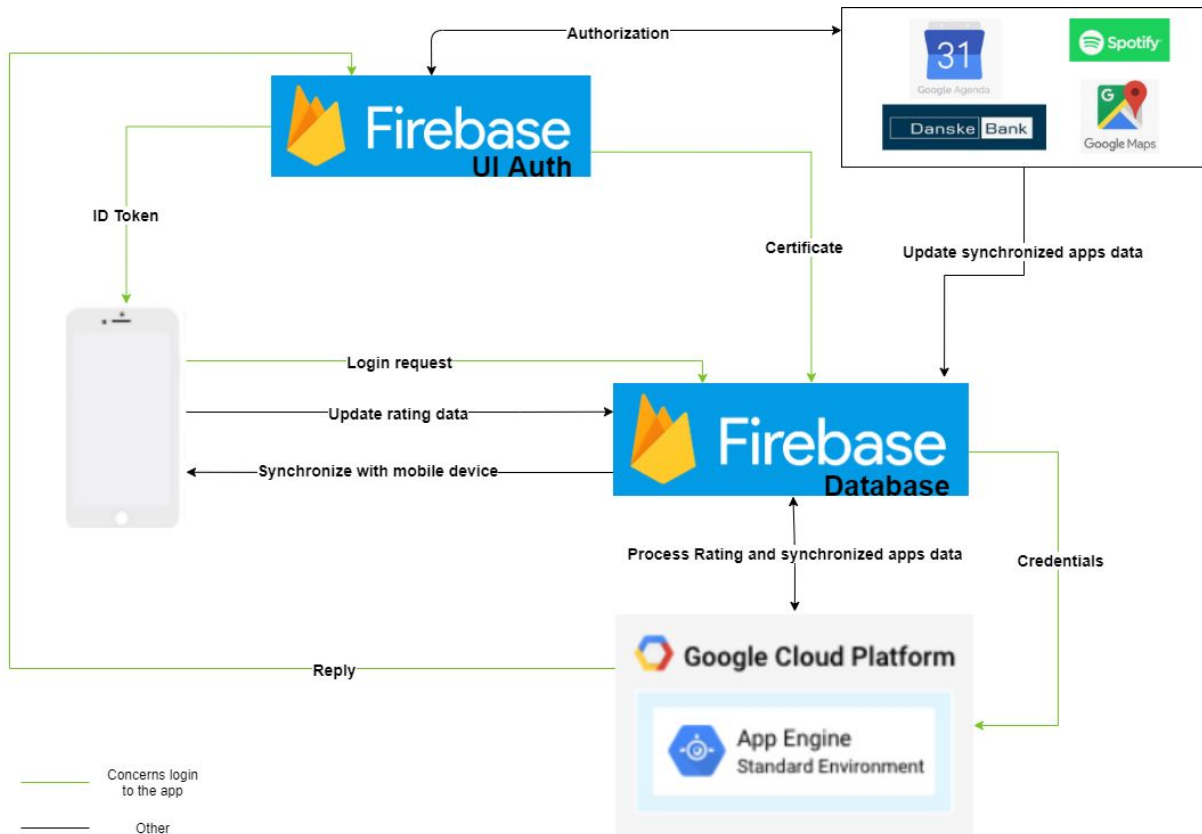 Authorization
31
Google Agenda
Spotify
Danske Bank
G
Google Maps
Firebase
UI Auth
ID Token
Certificate
Update synchronized apps data
Login request
Update rating data
Synchronize with mobile device
Firebase
Database
Process Rating and synchronized apps data
Credentials
Reply
Google Cloud Platform
App Engine
Standard Environment
Concerns login
to the app
Other